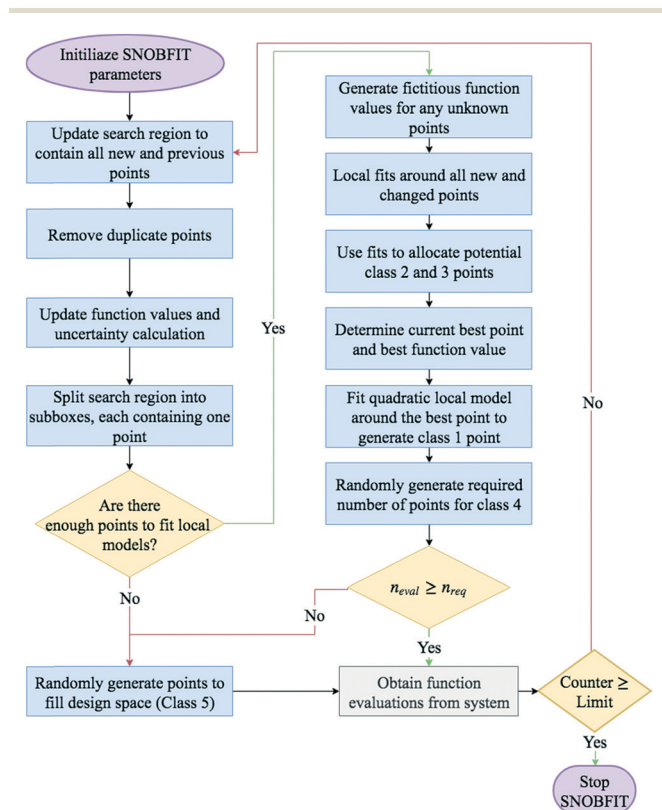 Initiliaze SNOBFIT
parameters
Update search region to
contain all new and previous
points
Remove duplicate points
Update function values and
uncertainty calculation
Split search region into
subboxes, each containing one
point
Are there
enough points to fit local
models?
No
Yes
Randomly generate points to
fill design space (Class 5)
Generate fictitious function
values for any unknown
points
Local fits around all new and
changed points
Use fits to allocate potential
class 2 and 3 points
Determine current best point
and best function value
Fit quadratic local model
around the best point to
generate class 1 point
Randomly generate required
number of points for class 4
n_eval ≥ n_req
No
Yes
Obtain function
evaluations from system
Counter ≥
Limit
No
Yes
Stop
SNOBFIT